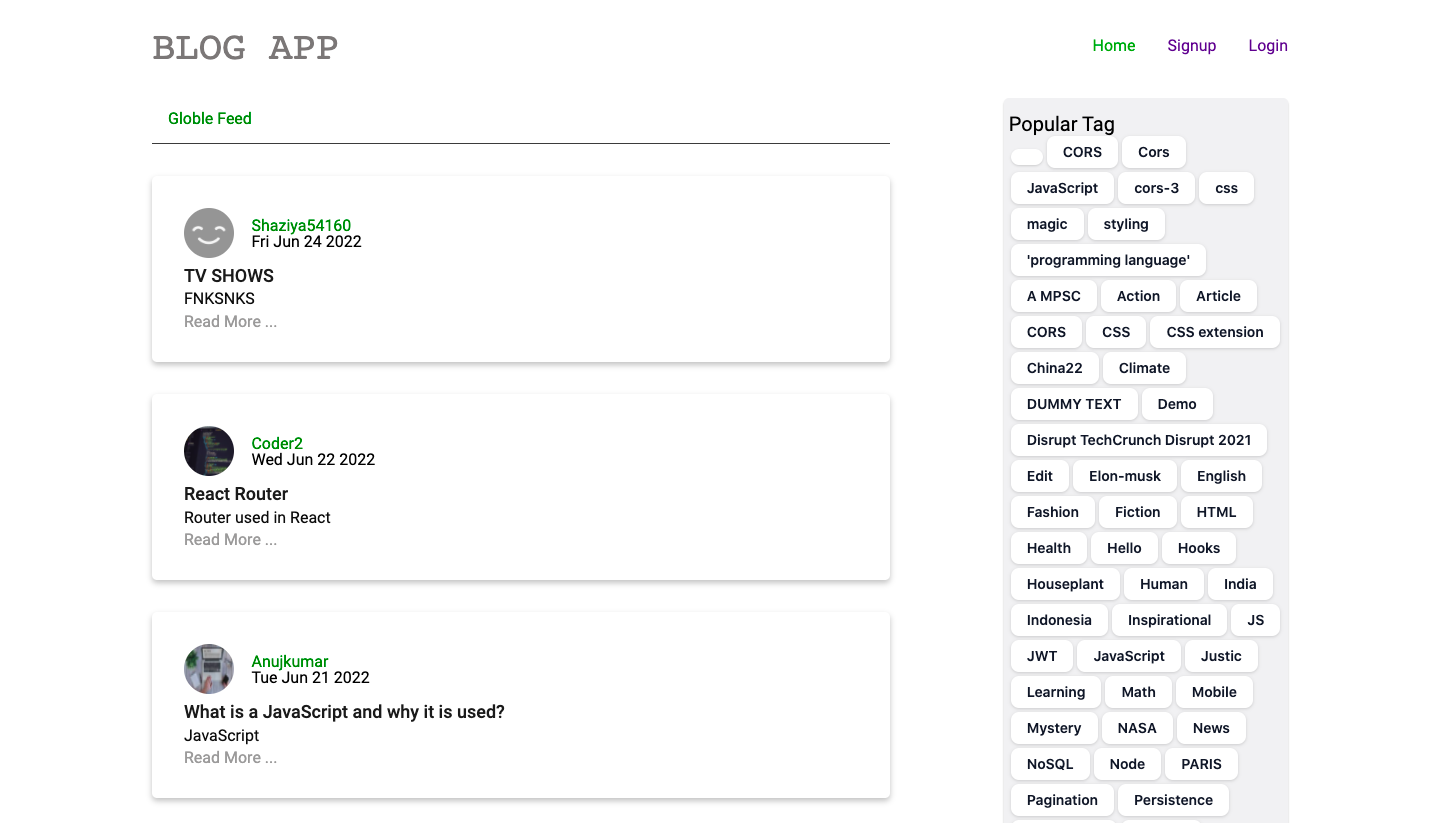 BLOG APP
Home Signup Login
Globle Feed
Shaziya54160
Fri Jun 24 2022
TV SHOWS
FNKSNKS
Read More ...
Coder2
Wed Jun 22 2022
React Router
Router used in React
Read More ...
Anujkumar
Tue Jun 21 2022
What is a JavaScript and why it is used?
JavaScript
Read More ...
Popular Tag
CORS Cors
JavaScript cors-3 css
magic styling
'programming language'
A MPSC Action Article
CORS CSS CSS extension
China22 Climate
DUMMY TEXT Demo
Disrupt TechCrunch Disrupt 2021
Edit Elon-musk English
Fashion Fiction HTML
Health Hello Hooks
Houseplant Human India
Indonesia Inspirational JS
JWT JavaScript Justic
Learning Math Mobile
Mystery NASA News
NoSQL Node PARIS
Pagination Persistence